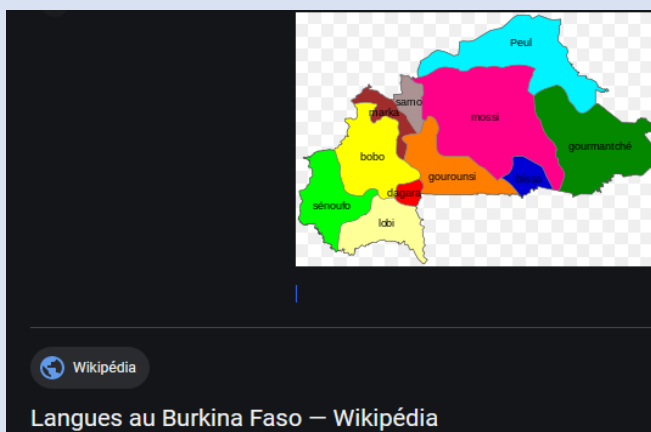 Peul
samo
marka
mossi
gourmantché
bobo
gourounsi
bissa
dagara
sénoufo
lobi
Wikipédia
Langues au Burkina Faso — Wikipédia